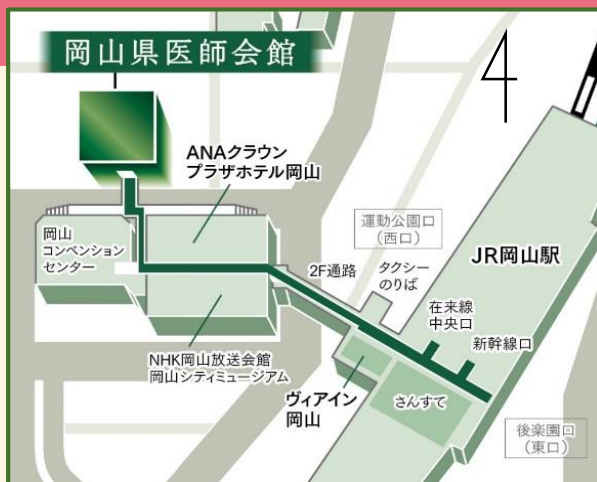 岡山県医師会館
ANAクラウン
プラザホテル岡山
岡山
コンベンション
センター
運動公園口
(西口)
JR岡山駅
2F通路
タクシー
のりば
在来線
中央口
新幹線口
NHK岡山放送会館
岡山シティミュージアム
ヴィアイン
岡山
さんすて
後楽園口
(東口)